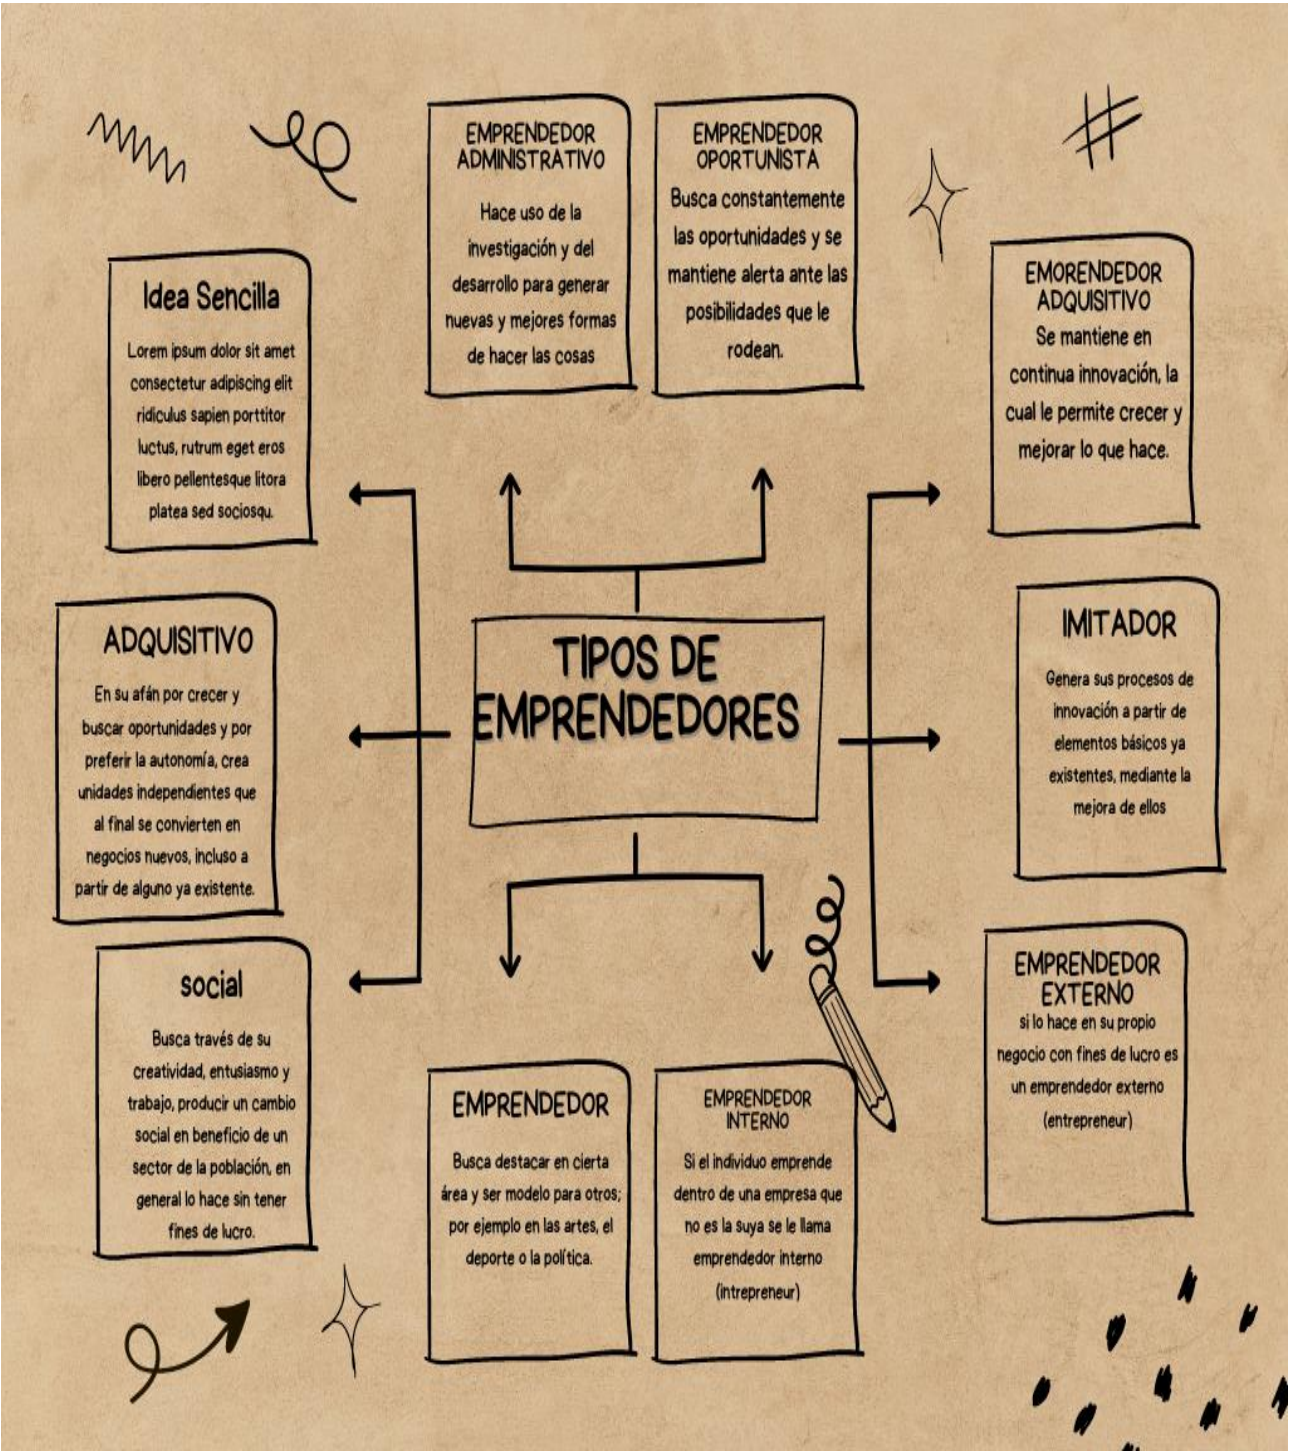 EMPRENDEDOR
ADMINISTRATIVO
Hace uso de la
investigación y del
desarrollo para generar
nuevas y mejores formas
de hacer las cosas
EMPRENDEDOR
OPORTUNISTA
Busca constantemente
las oportunidades y se
mantiene alerta ante las
posibilidades que le
rodean.
Idea Sencilla
Lorem ipsum dolor sit amet
consectetur adipiscing elit
ridiculus sapien porttitor
luctus, rutrum eget eros
libero pellentesque litora
platea sed sociosqu.
EMORENDEDOR
ADQUISITIVO
Se mantiene en
continua innovación, la
cual le permite crecer y
mejorar lo que hace.
ADQUISITIVO
En su afán por crecer y
buscar oportunidades y por
preferir la autonomía, crea
unidades independientes que
al final se convierten en
negocios nuevos, incluso a
partir de alguno ya existente.
TIPOS DE
EMPRENDEDORES
IMITADOR
Genera sus procesos de
innovación a partir de
elementos básicos ya
existentes, mediante la
mejora de ellos
social
Busca través de su
creatividad, entusiasmo y
trabajo, producir un cambio
social en beneficio de un
sector de la población, en
general lo hace sin tener
fines de lucro.
EMPRENDEDOR
Busca destacar en cierta
área y ser modelo para otros;
por ejemplo en las artes, el
deporte o la política.
EMPRENDEDOR
INTERNO
Si el individuo emprende
dentro de una empresa que
no es la suya se le llama
emprendedor interno
(intrepreneur)
EMPRENDEDOR
EXTERNO
si lo hace en su propio
negocio con fines de lucro es
un emprendedor externo
(entrepreneur)